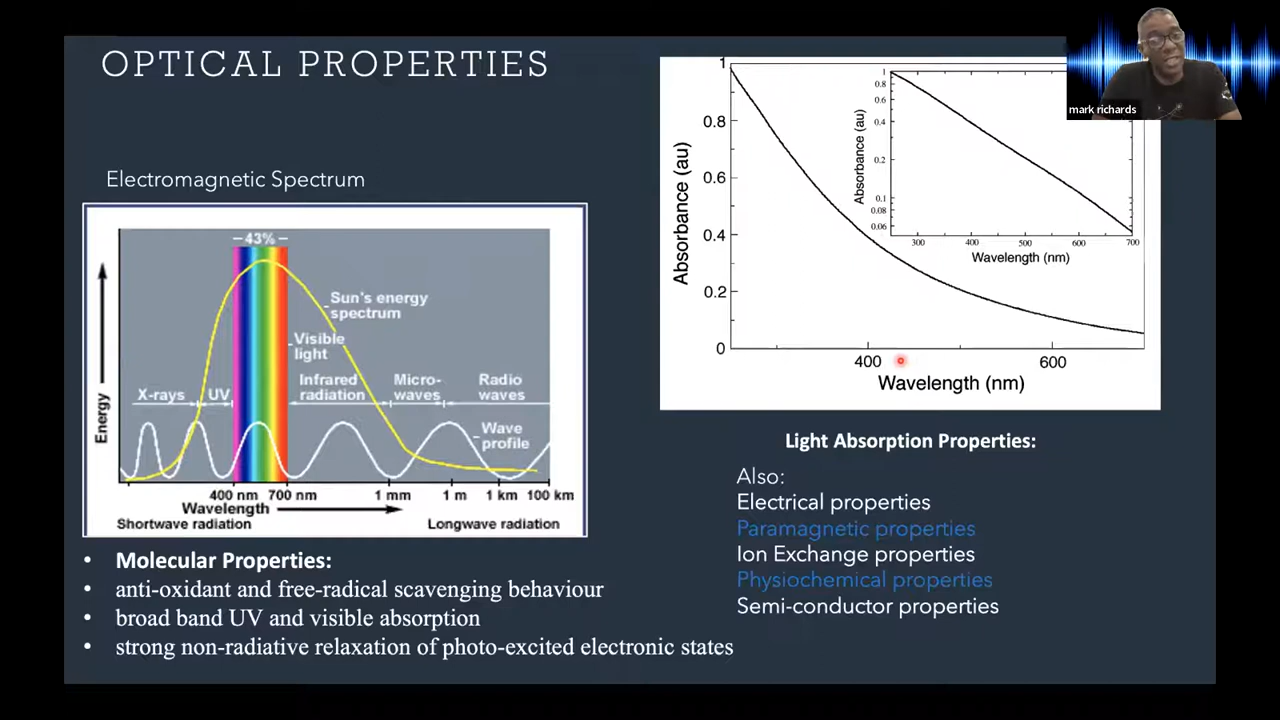 OPTICAL PROPERTIES
mark richards
Electromagnetic Spectrum
43%
Sun's energy
spectrum
Visible
light
X-rays
UV
Infrared
radiation
Micro-
waves
Radio
waves
Wave
profile
Energy
400 nm 700 nm 1 mm 1 m 1 km 100 km
Wavelength
Shortwave radiation
Longwave radiation
• Molecular Properties:
• anti-oxidant and free-radical scavenging behaviour
• broad band UV and visible absorption
• strong non-radiative relaxation of photo-excited electronic states
1
0.8
0.6
0.4
0.2
0
Absorbance (au)
400
600
Wavelength (nm)
1
0.8
0.6
0.4
0.2
0.1
0.08
0.06
Absorbance (au)
300 400 500 600 700
Wavelength (nm)
Light Absorption Properties:
Also:
Electrical properties
Paramagnetic properties
Ion Exchange properties
Physiochemical properties
Semi-conductor properties